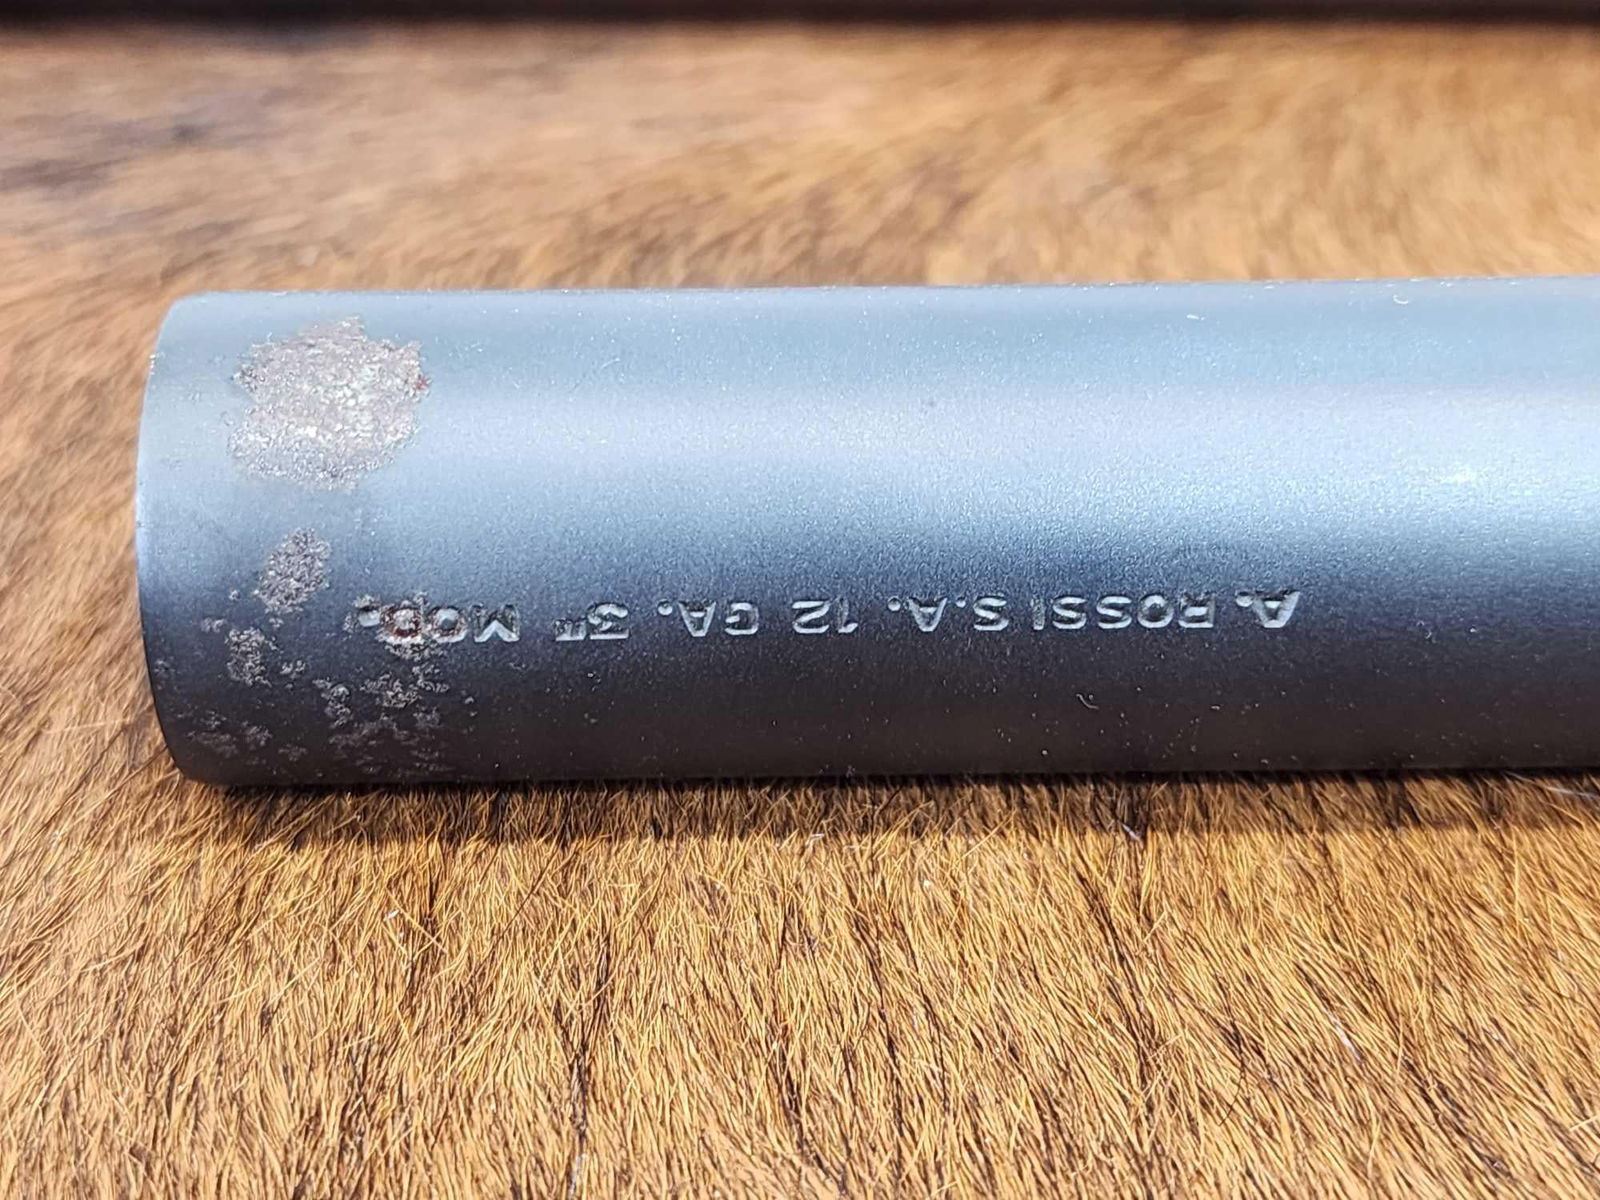 A. ROSSI S.A. 12 GA. 3" MOD.